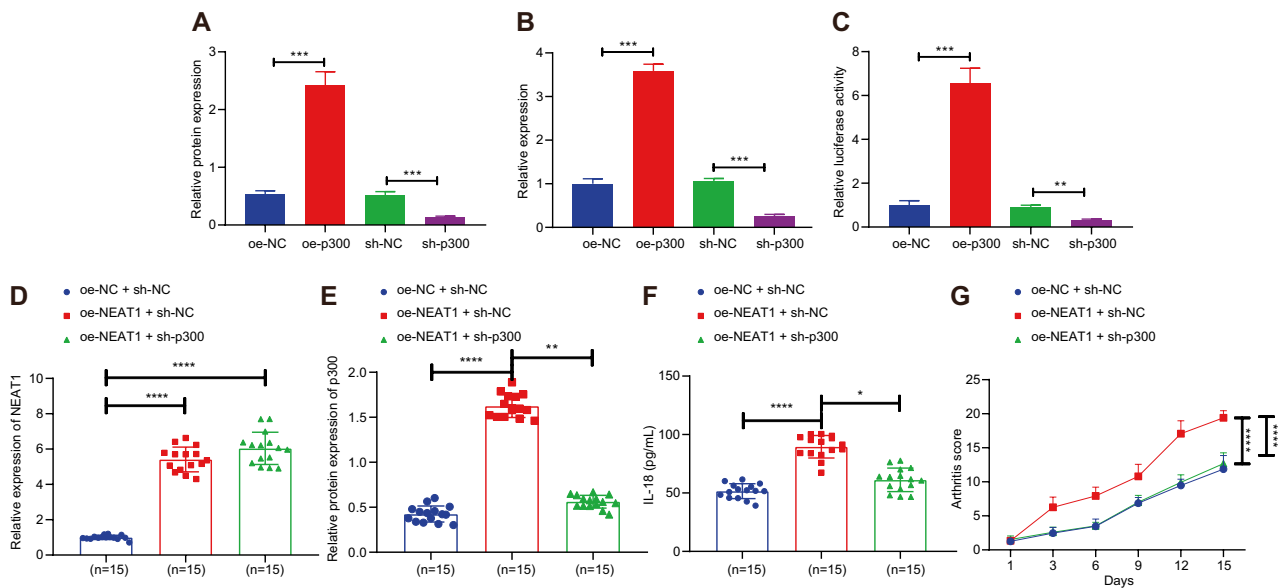 A
Relative protein expression
3
2
1
0
***
***
oe-NC oe-p300 sh-NC sh-p300
B
Relative expression
4
3
2
1
0
***
***
oe-NC oe-p300 sh-NC sh-p300
C
Relative luciferase activity
8
6
4
2
0
***
**
oe-NC oe-p300 sh-NC sh-p300
D
oe-NC + sh-NC
oe-NEAT1 + sh-NC
oe-NEAT1 + sh-p300
Relative expression of NEAT1
10
8
6
4
2
0
****
****
(n=15) (n=15) (n=15)
E
oe-NC + sh-NC
oe-NEAT1 + sh-NC
oe-NEAT1 + sh-p300
Relative protein expression of p300
2.0
1.5
1.0
0.5
0.0
****
**
(n=15) (n=15) (n=15)
F
oe-NC + sh-NC
oe-NEAT1 + sh-NC
oe-NEAT1 + sh-p300
IL-18 (pg/mL)
150
100
50
0
****
*
(n=15) (n=15) (n=15)
G
oe-NC + sh-NC
oe-NEAT1 + sh-NC
oe-NEAT1 + sh-p300
Arthritis score
25
20
15
10
5
0
****
****
1 3 6 9 12 15
Days